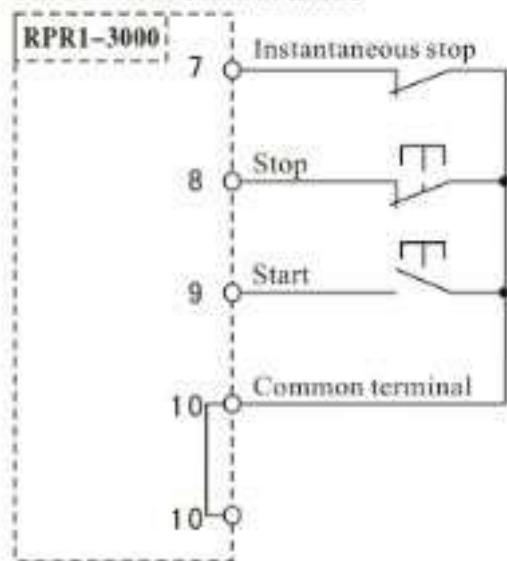 RPR1-3000
7 Instantaneous stop
8 Stop
9 Start
10 Common terminal
10